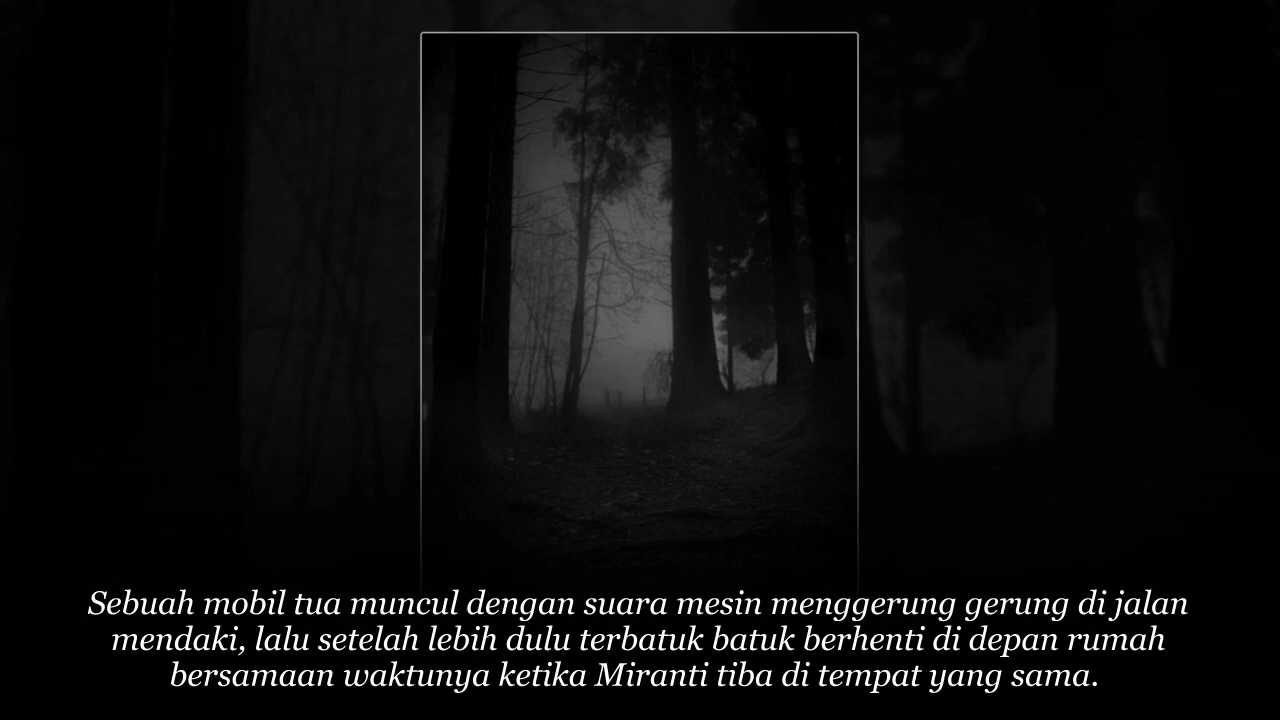 Sebuah mobil tua muncul dengan suara mesin menggerung gerung di jalan
mendaki, lalu setelah lebih dulu terbatuk batuk berhenti di depan rumah
bersamaan waktunya ketika Miranti tiba di tempat yang sama.